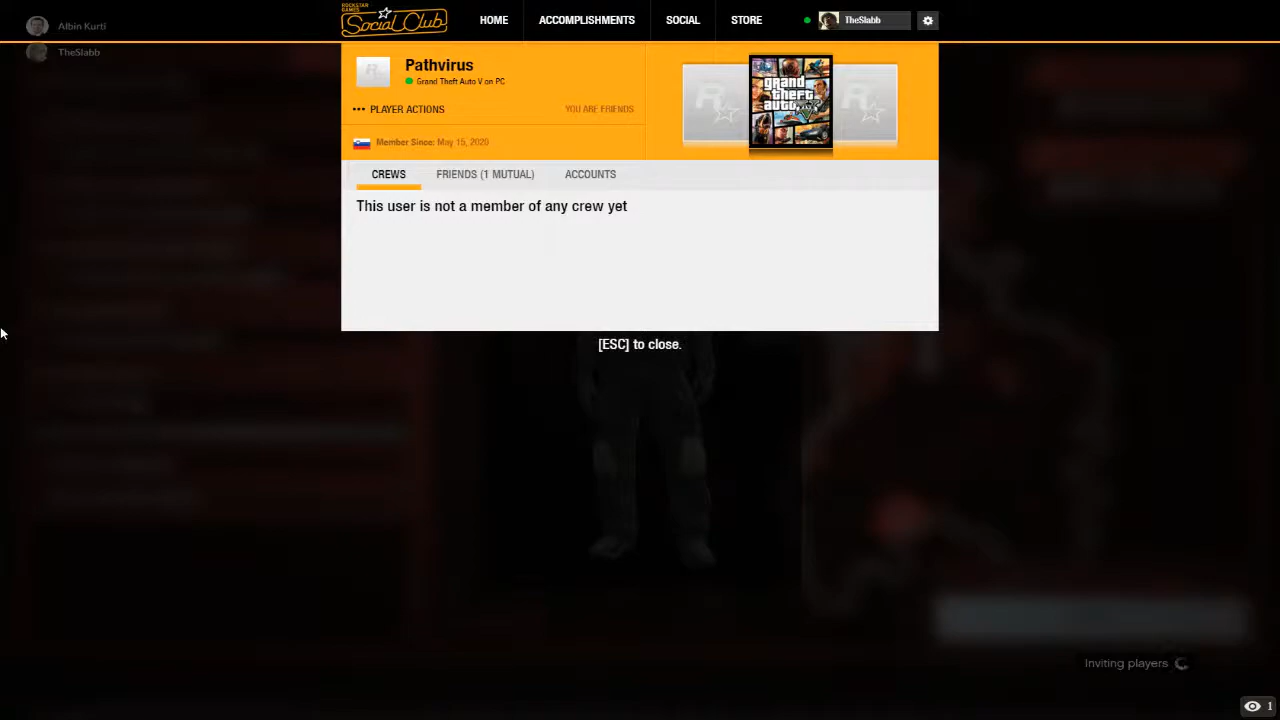 Albin Kurti
TheSlabb
ROCKSTAR GAMES
Social Club
HOME
ACCOMPLISHMENTS
SOCIAL
STORE
TheSlabb
Pathvirus
Grand Theft Auto V on PC
PLAYER ACTIONS
YOU ARE FRIENDS
Member Since: May 15, 2020
grand
theft
auto
V
CREWS
FRIENDS (1 MUTUAL)
ACCOUNTS
This user is not a member of any crew yet
[ESC] to close.
Inviting players
1